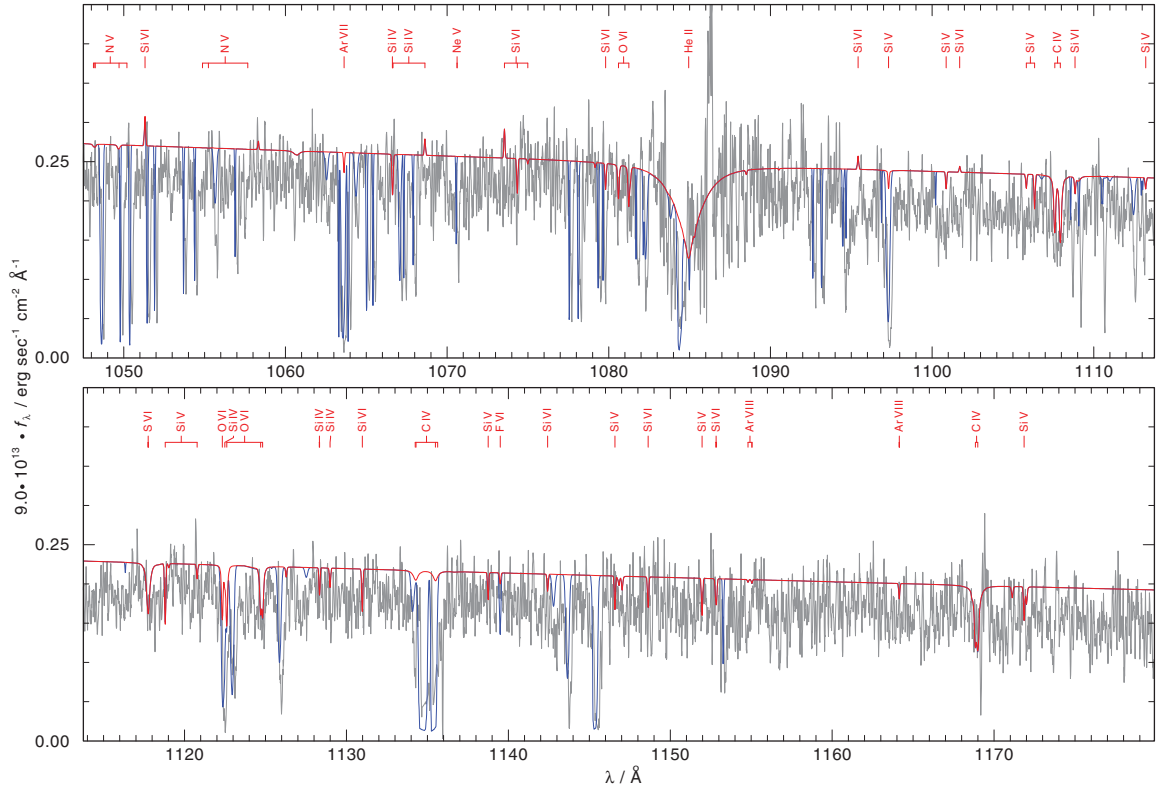 N V
Si VI
N V
Ar VII
Si IV
Si IV
Ne V
Si VI
Si VI
O VI
He II
Si VI
Si V
Si V
Si VI
Si V
C IV
Si VI
Si V
0.25
0.00
1050
1060
1070
1080
1090
1100
1110
9.0• 10¹³ • fλ / erg sec⁻¹ cm⁻² Å⁻¹
S VI
Si V
O VI
Si IV
O VI
Si IV
Si IV
Si VI
C IV
Si V
F VI
Si VI
Si V
Si VI
Si V
Si VI
Ar VIII
Ar VIII
C IV
Si V
0.25
0.00
1120
1130
1140
1150
1160
1170
λ / Å